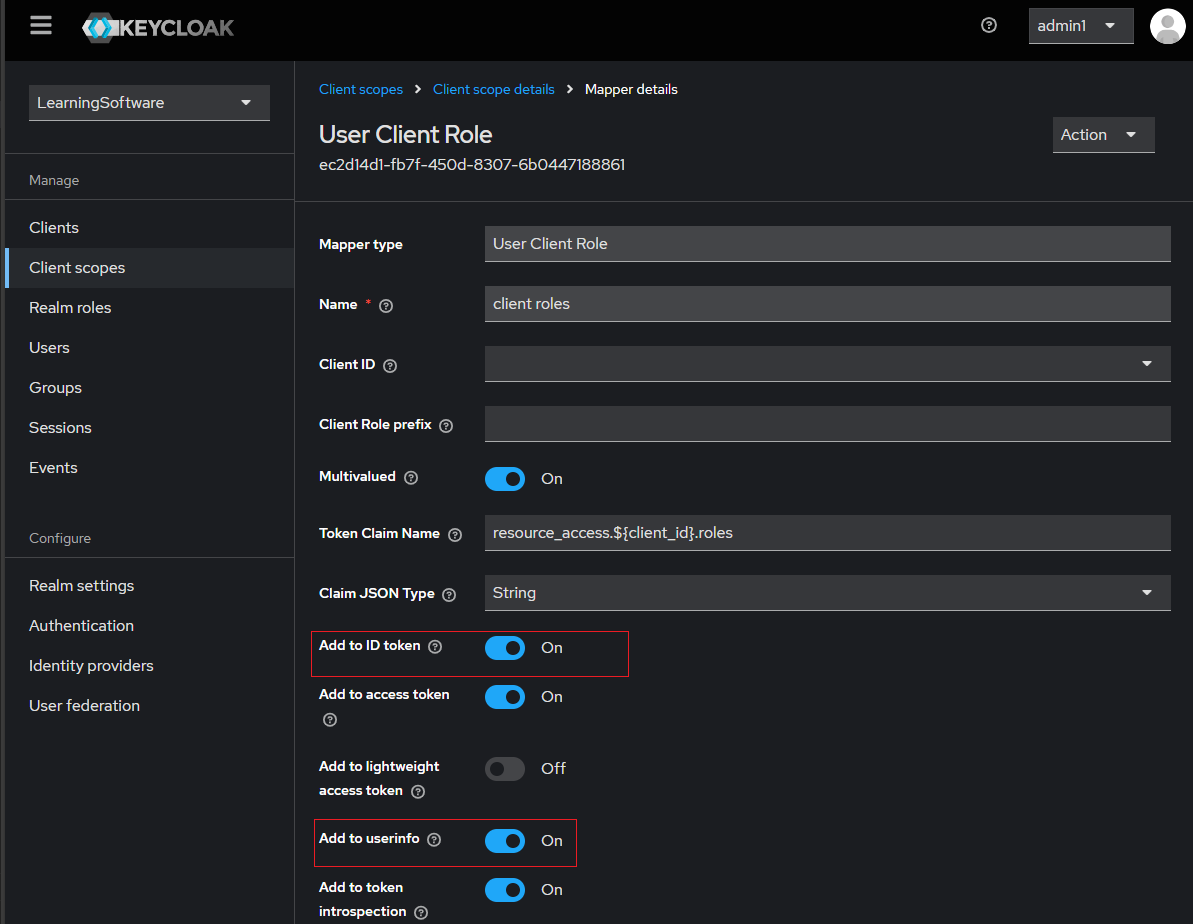 KEYCLOAK
admin1
LearningSoftware
Manage
Clients
Client scopes
Realm roles
Users
Groups
Sessions
Events
Configure
Realm settings
Authentication
Identity providers
User federation
Client scopes > Client scope details > Mapper details
User Client Role
ec2d14d1-fb7f-450d-8307-6b0447188861
Action
Mapper type User Client Role
Name * client roles
Client ID
Client Role prefix
Multivalued On
Token Claim Name resource_access.${client_id}.roles
Claim JSON Type String
Add to ID token On
Add to access token On
Add to lightweight Off
access token
Add to userinfo On
Add to token On
introspection